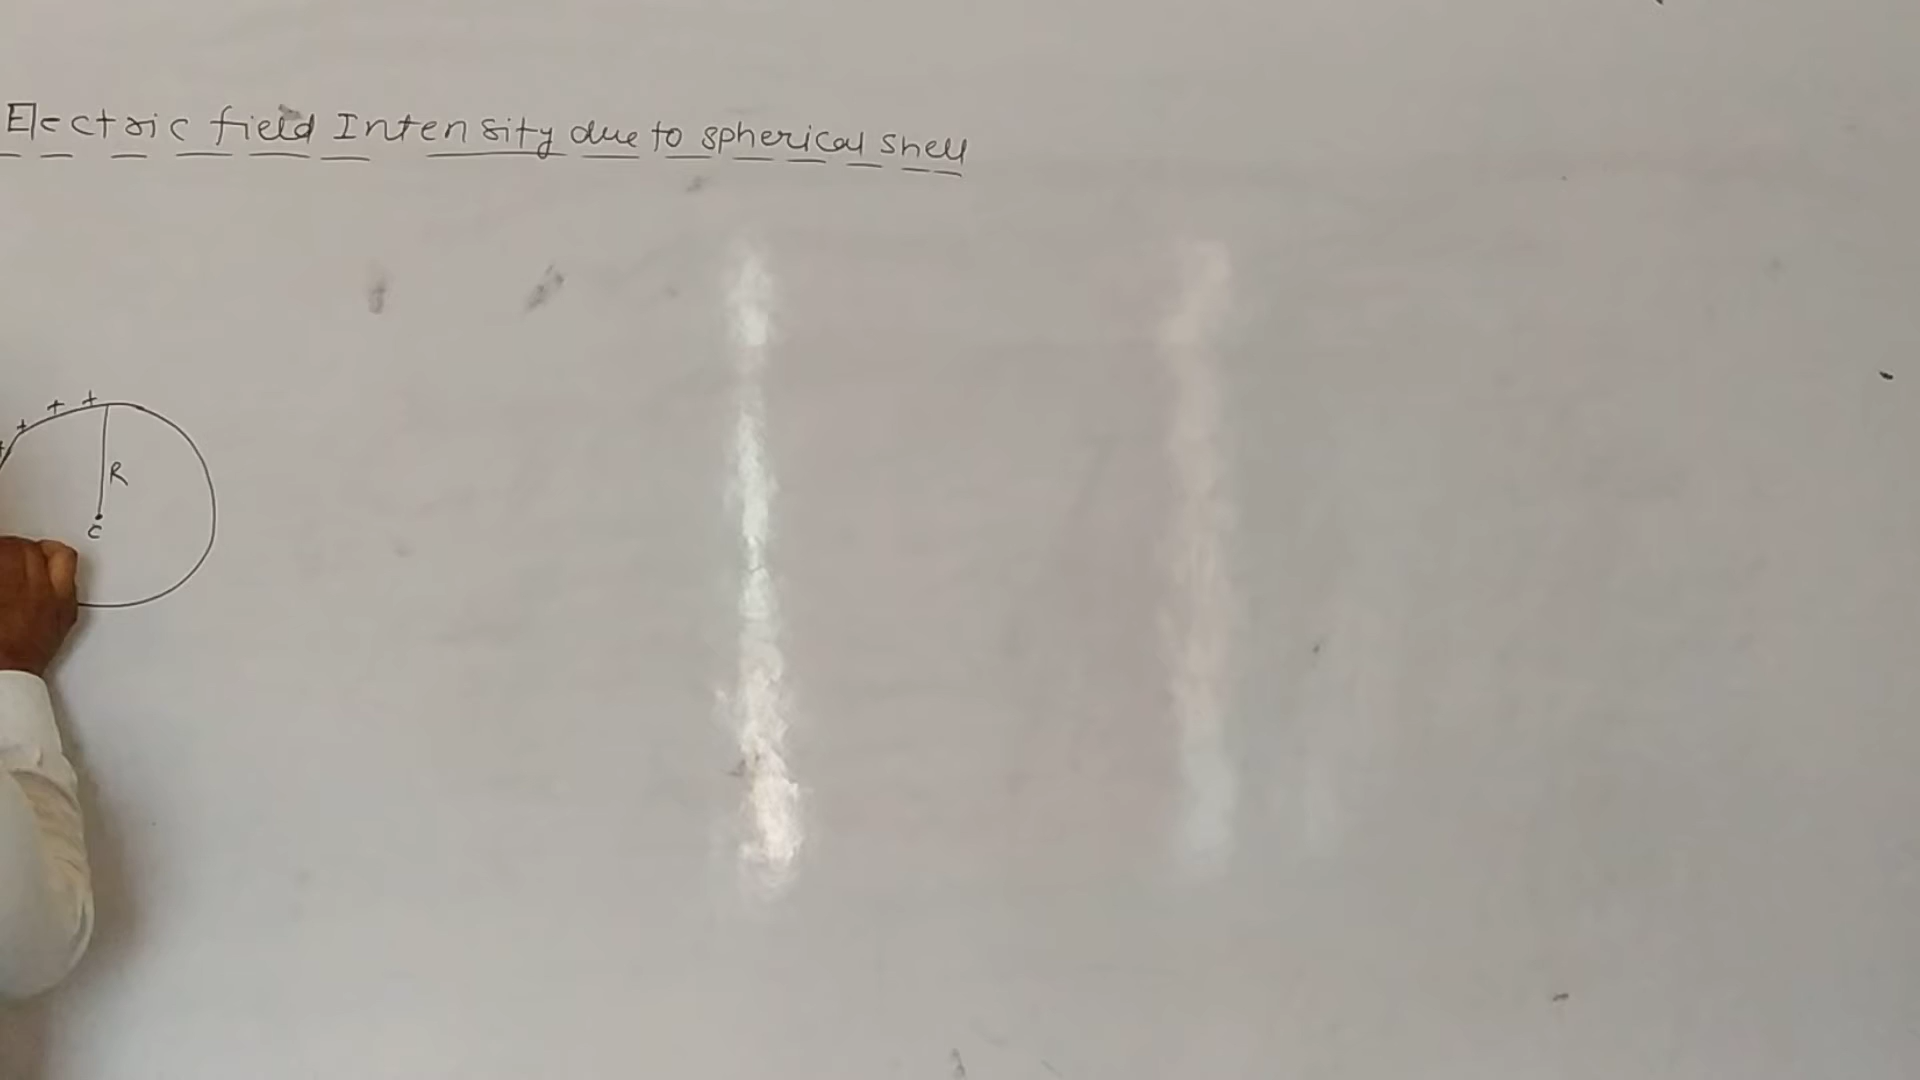 Electric field Intensity due to spherical shell
+ + + +
R
C